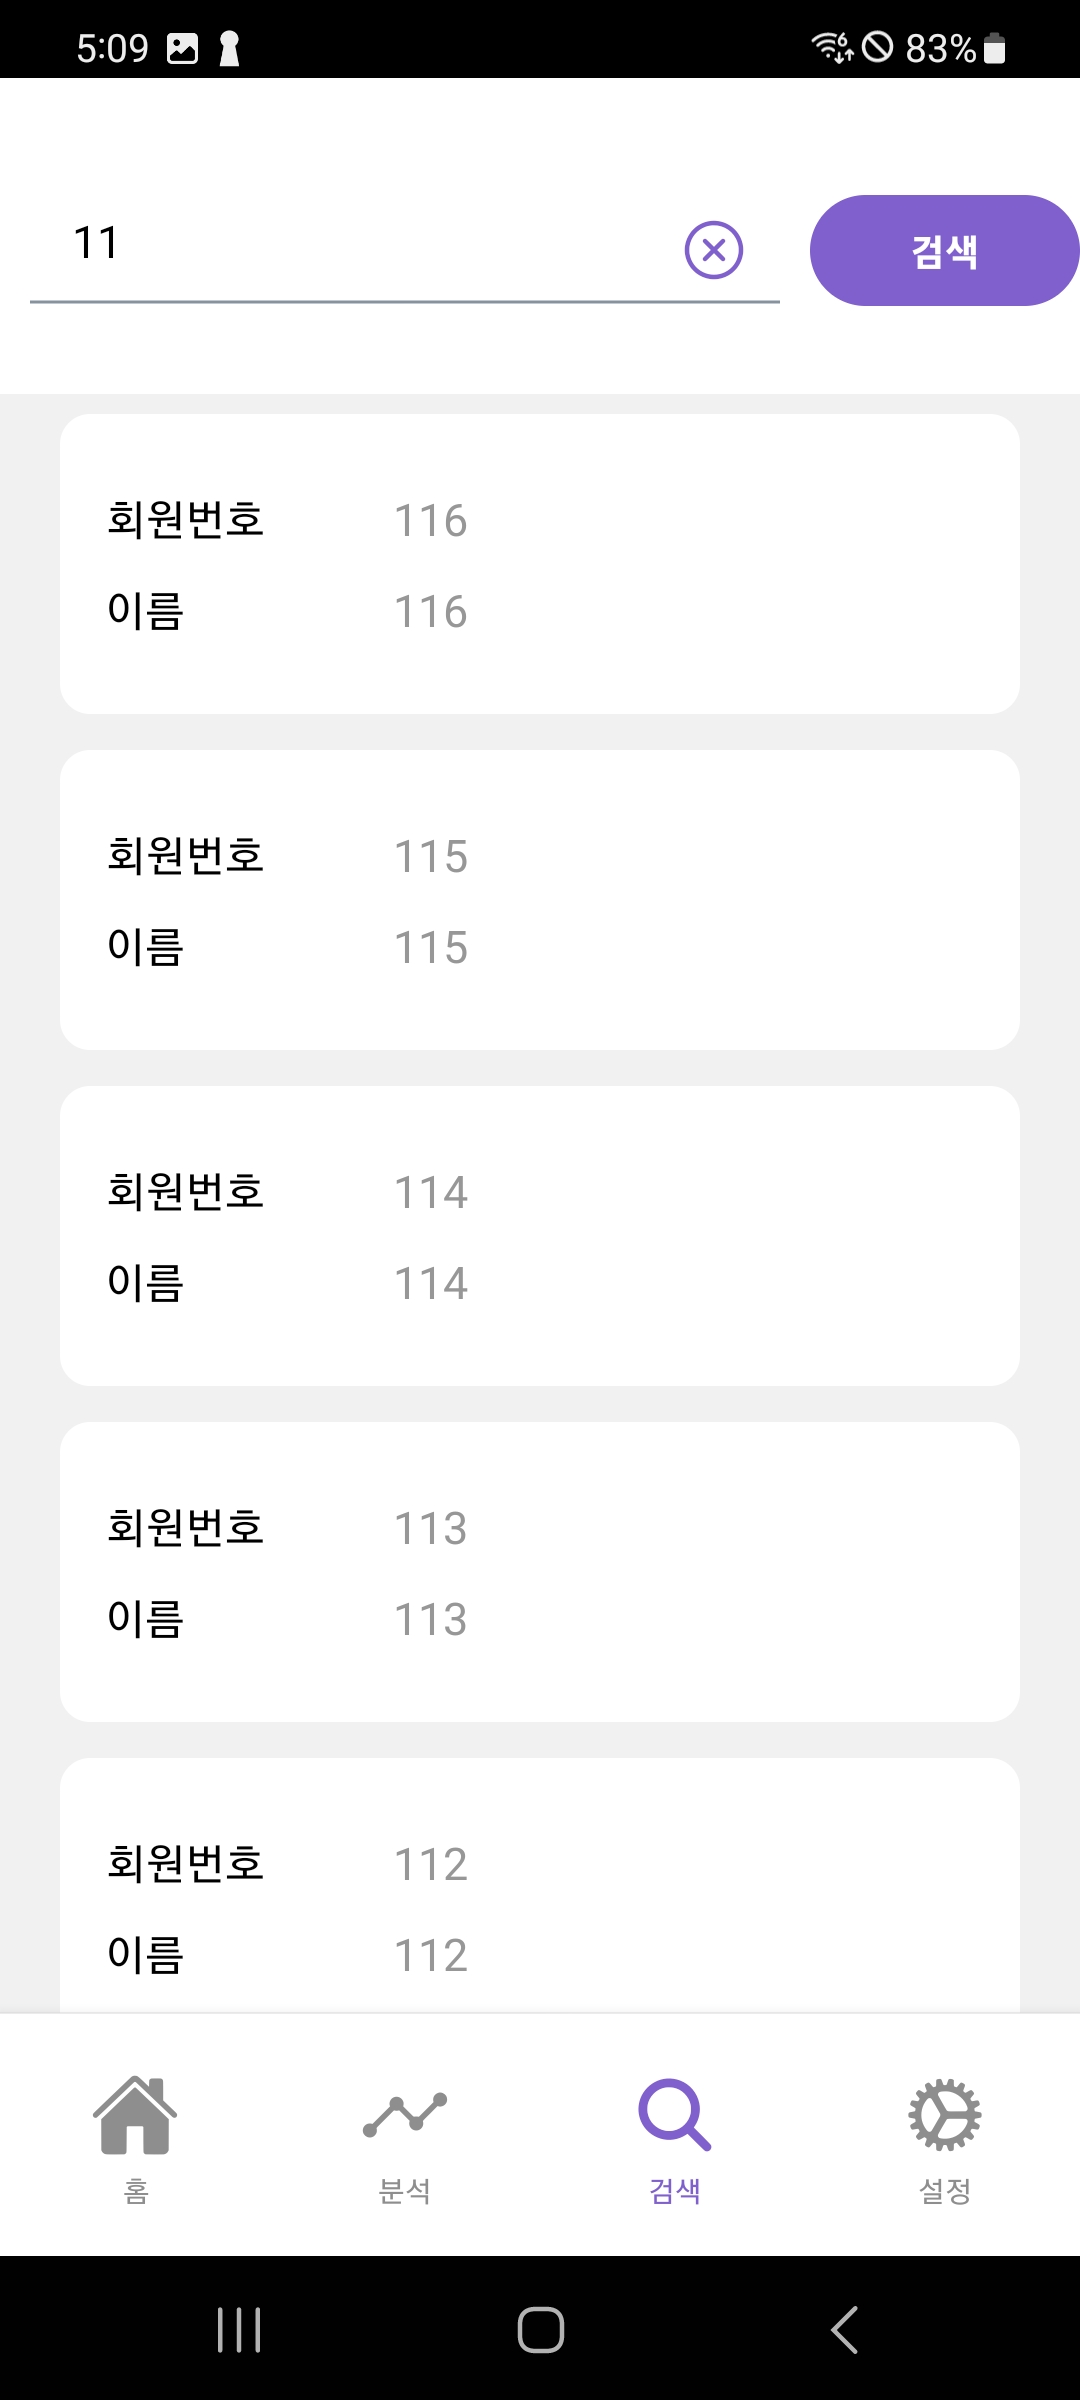 5:09 83%
11 검색
회원번호 116
이름 116
회원번호 115
이름 115
회원번호 114
이름 114
회원번호 113
이름 113
회원번호 112
이름 112
홈 분석 검색 설정